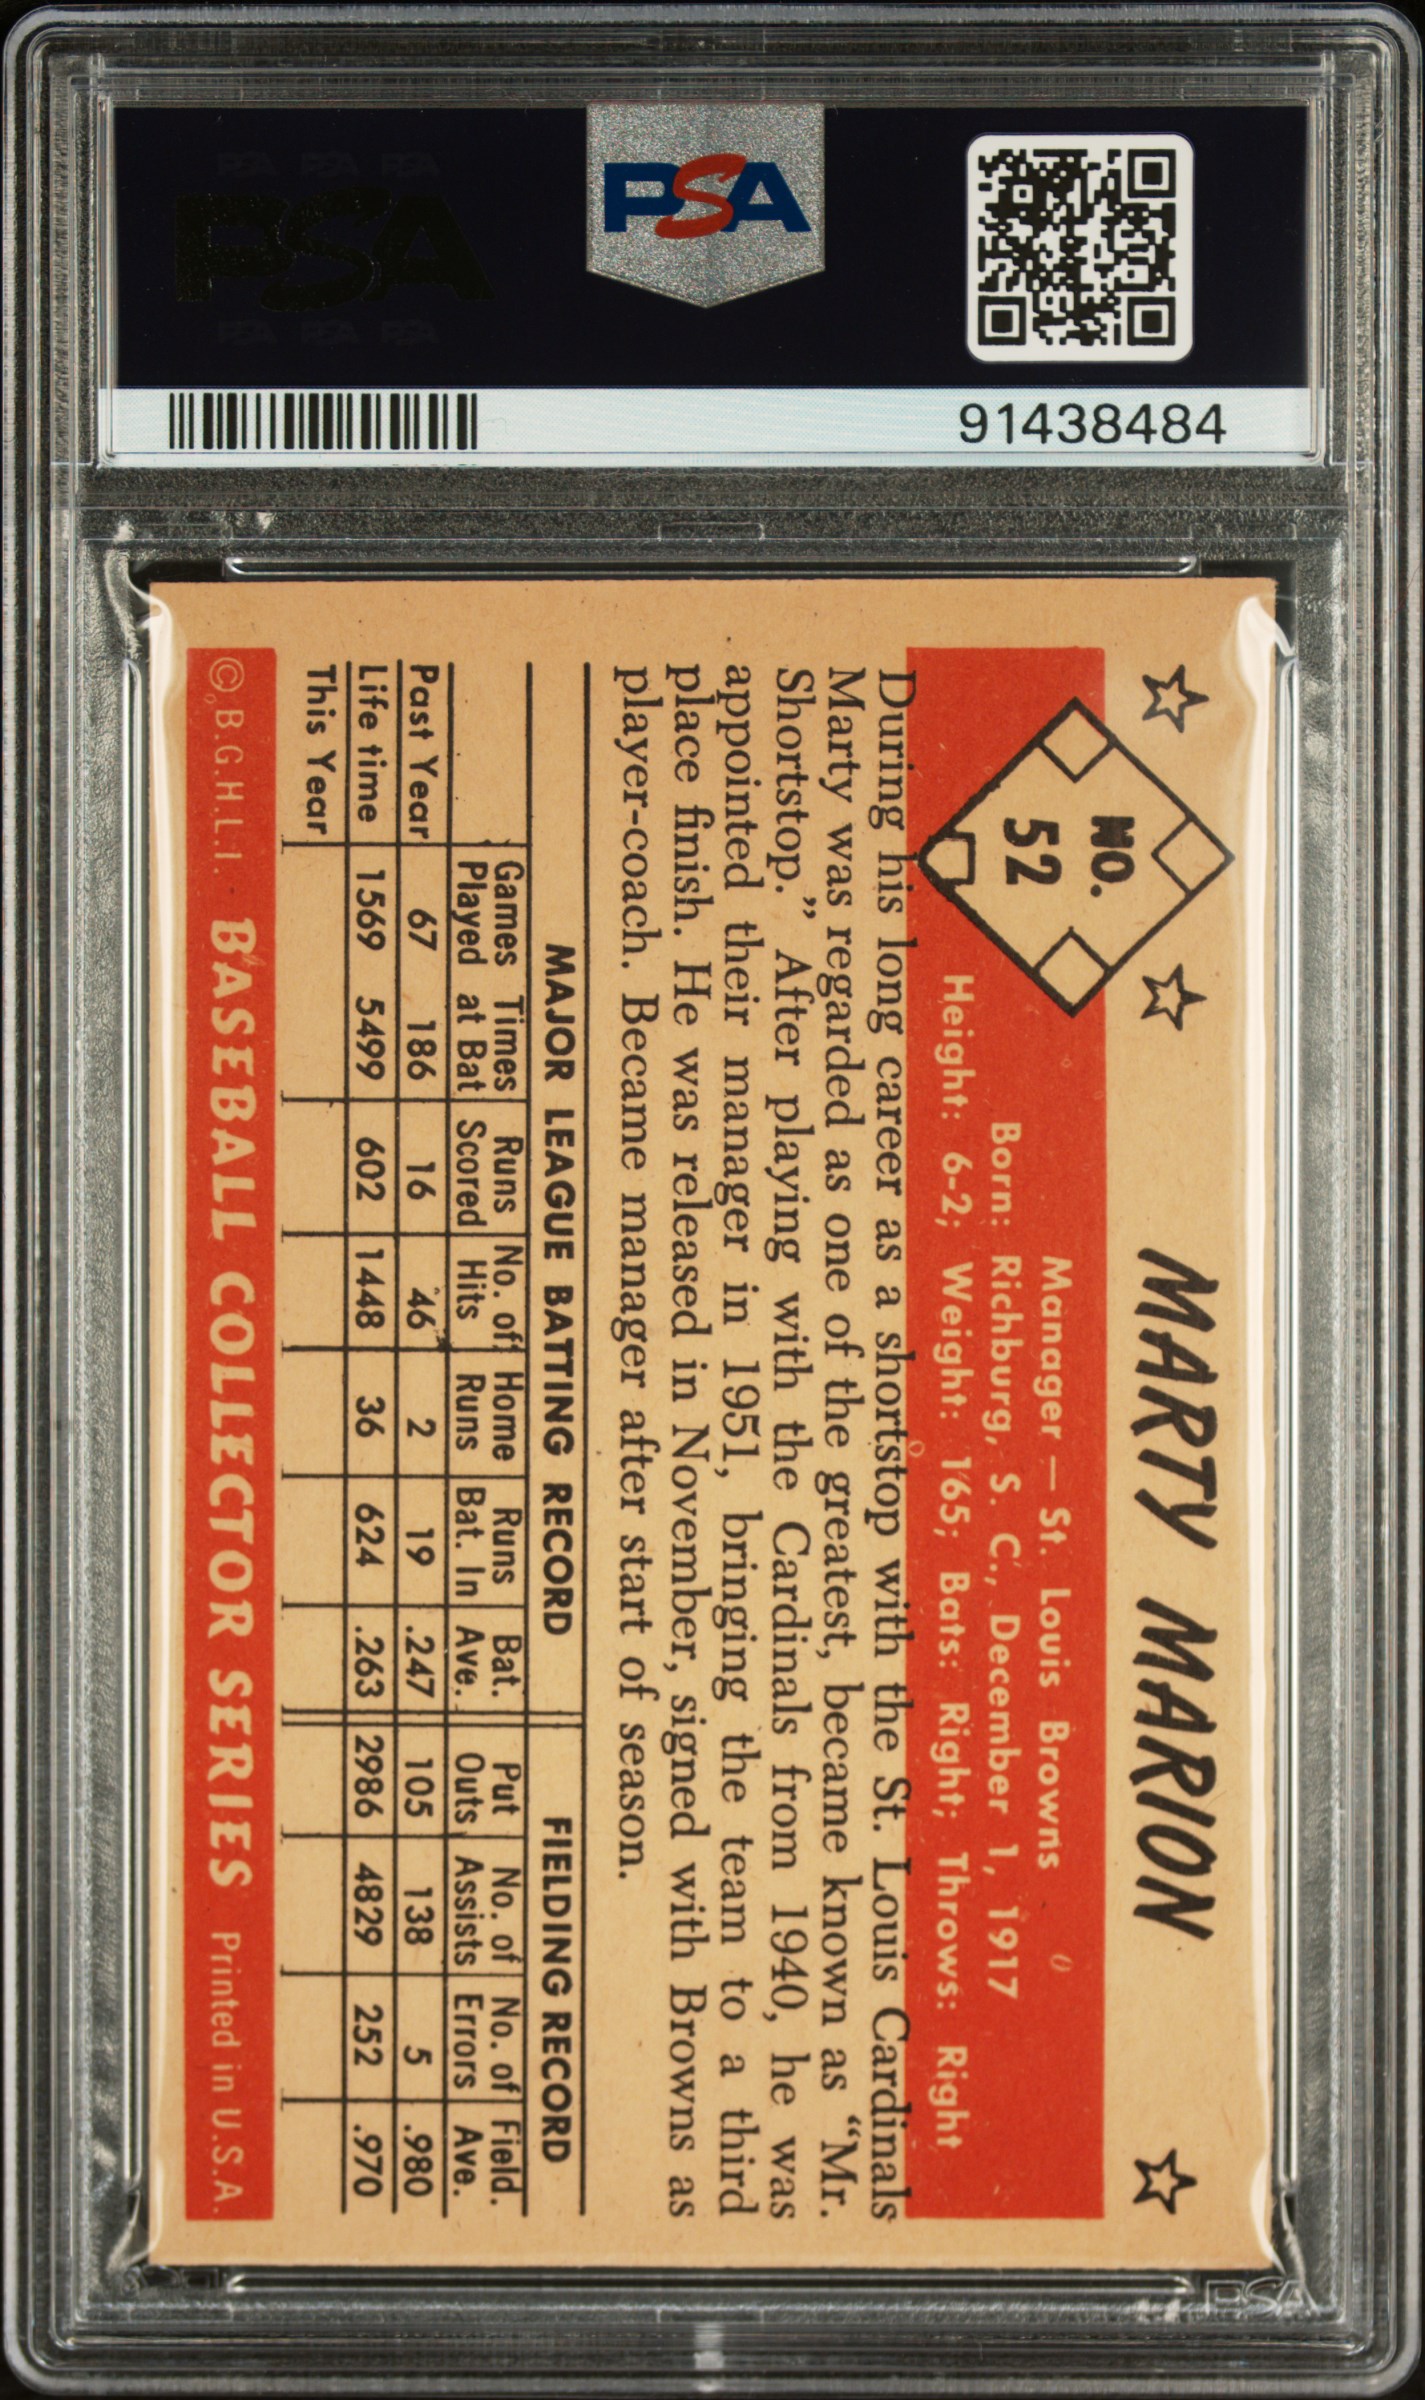 PSA PSA PSA
PSA
PSA PSA PSA
PSA
91438484
MARTY MARION
NO.
52
Manager — St. Louis Browns
Born: Richburg, S. C., December 1, 1917
Height: 6-2; Weight: 165; Bats: Right; Throws: Right
During his long career as a shortstop with the St. Louis Cardinals
Marty was regarded as one of the greatest, became known as “Mr.
Shortstop.” After playing with the Cardinals from 1940, he was
appointed their manager in 1951, bringing the team to a third
place finish. He was released in November, signed with Browns as
player-coach. Became manager after start of season.
MAJOR LEAGUE BATTING RECORD FIELDING RECORD
Games Times Runs No. of Home Runs Bat. Put No. of No. of Field.
Played at Bat Scored Hits Runs Bat. In Ave. Outs Assists Errors Ave.
Past Year 67 186 16 46 2 19 .247 105 138 5 .980
Life time 1569 5499 602 1448 36 624 .263 2986 4829 252 .970
This Year
© B.G.H.L.I. BASEBALL COLLECTOR SERIES Printed in U.S.A.
PSA